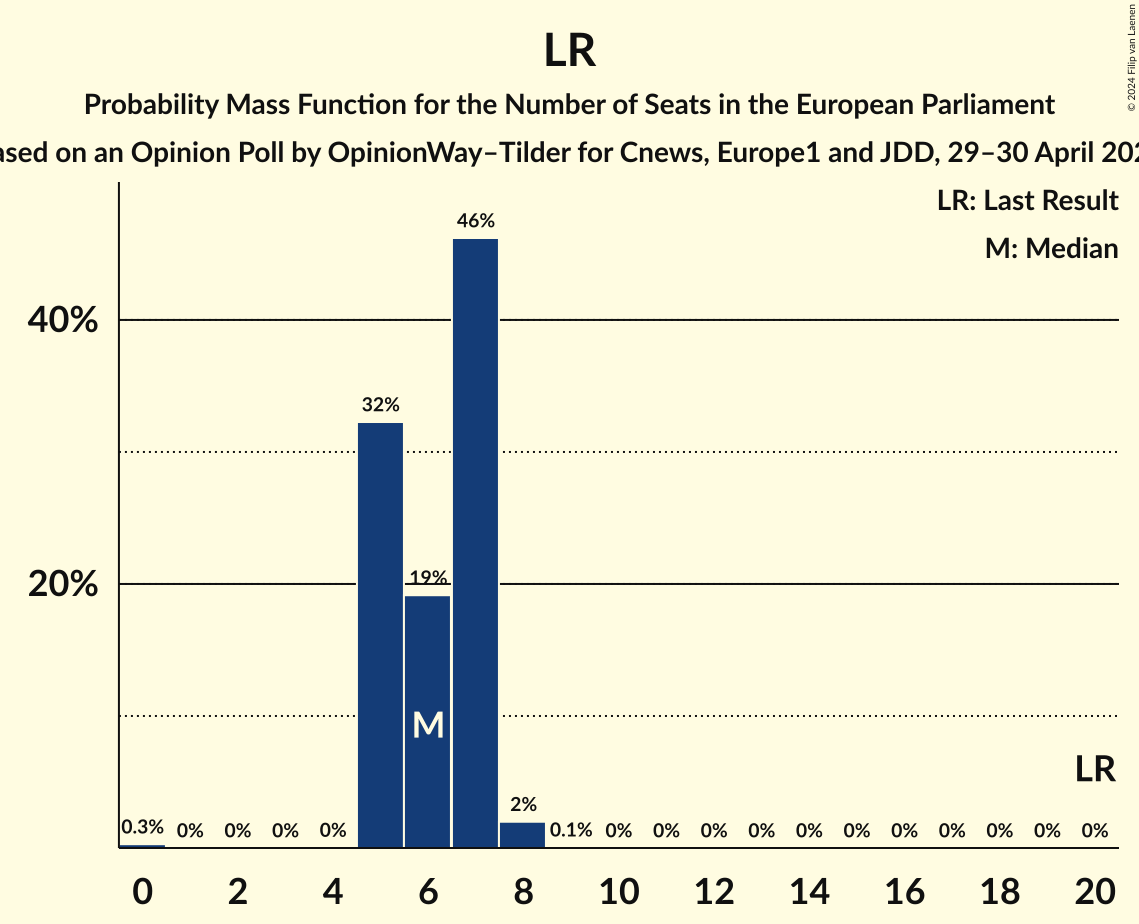 © 2024 Filip van Laenen
LR
Probability Mass Function for the Number of Seats in the European Parliament
ased on an Opinion Poll by OpinionWay–Tilder for Cnews, Europe1 and JDD, 29–30 April 202
LR: Last Result
M: Median
46%
40%
32%
20%
19%
M
LR
0.3% 0% 0% 0% 0% 2% 0.1% 0% 0% 0% 0% 0% 0% 0% 0% 0% 0% 0%
0 2 4 6 8 10 12 14 16 18 20